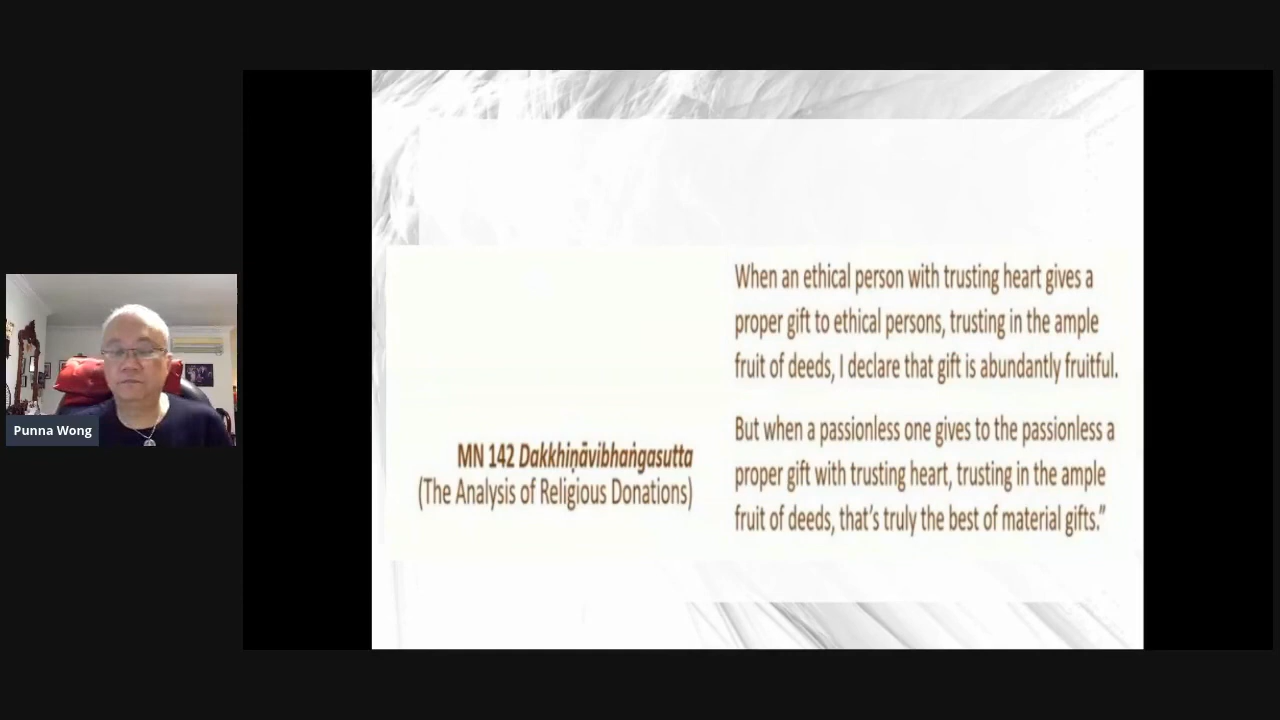 When an ethical person with trusting heart gives a
proper gift to ethical persons, trusting in the ample
fruit of deeds, I declare that gift is abundantly fruitful.
But when a passionless one gives to the passionless a
proper gift with trusting heart, trusting in the ample
fruit of deeds, that’s truly the best of material gifts.”
MN 142 Dakkhiṇāvibhaṅgasutta
(The Analysis of Religious Donations)
Punna Wong